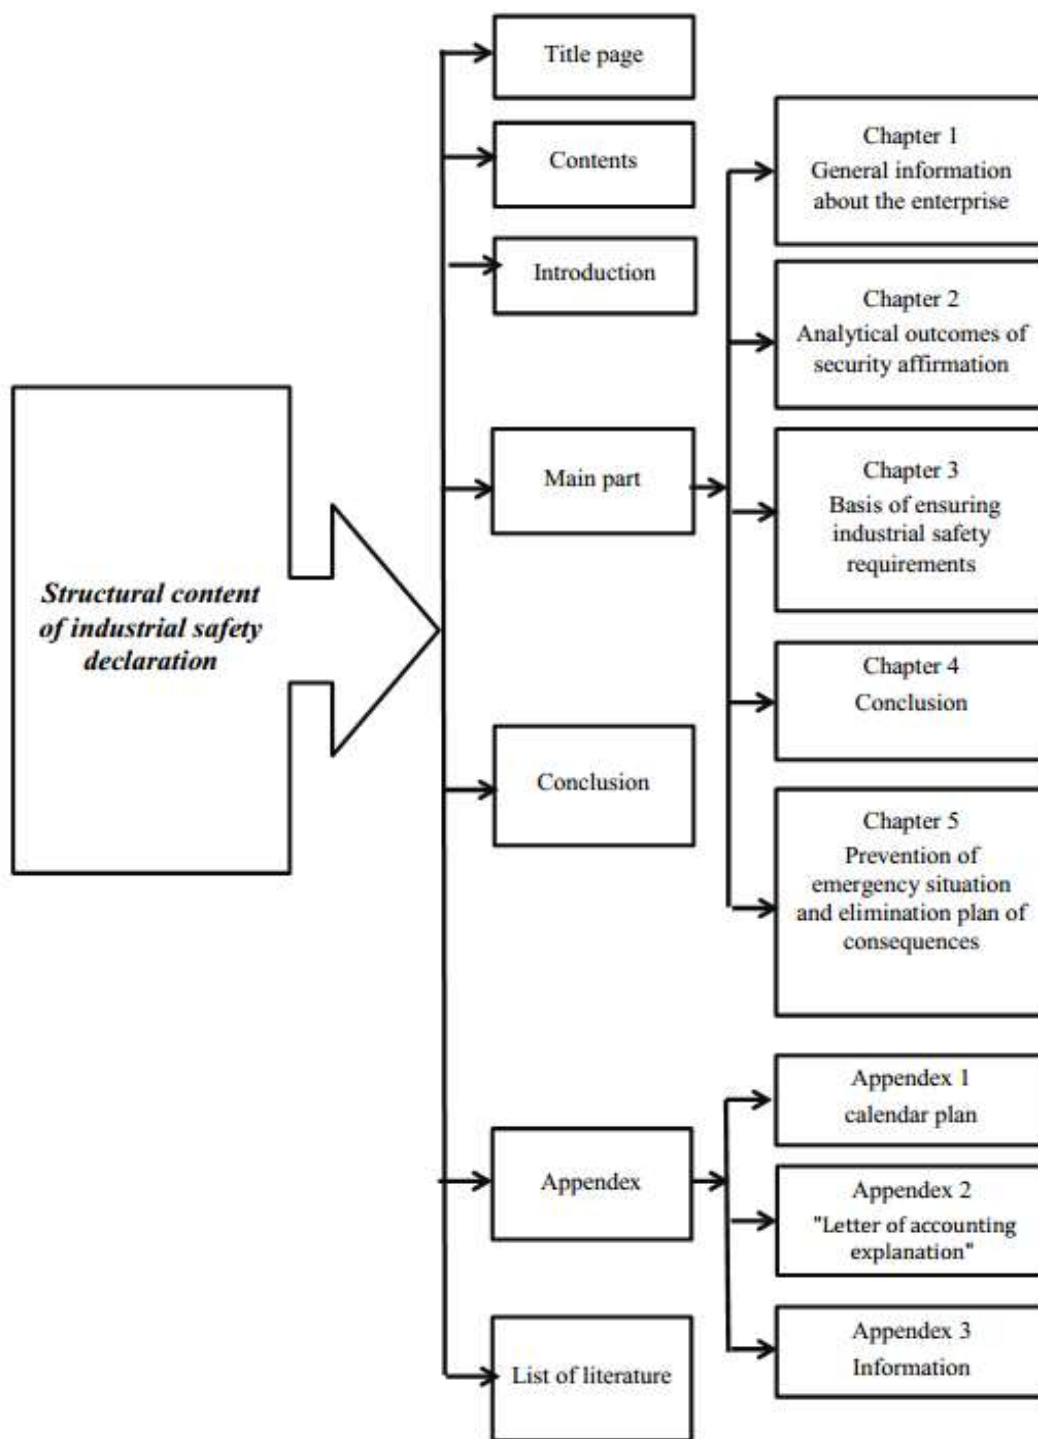 Structural content
of industrial safety
declaration
Title page
Contents
Introduction
Main part
Conclusion
Appendex
List of literature
Chapter 1
General information
about the enterprise
Chapter 2
Analytical outcomes of
security affirmation
Chapter 3
Basis of ensuring
industrial safety
requirements
Chapter 4
Conclusion
Chapter 5
Prevention of
emergency situation
and elimination plan of
consequences
Appendex 1
calendar plan
Appendex 2
"Letter of accounting
explanation"
Appendex 3
Information